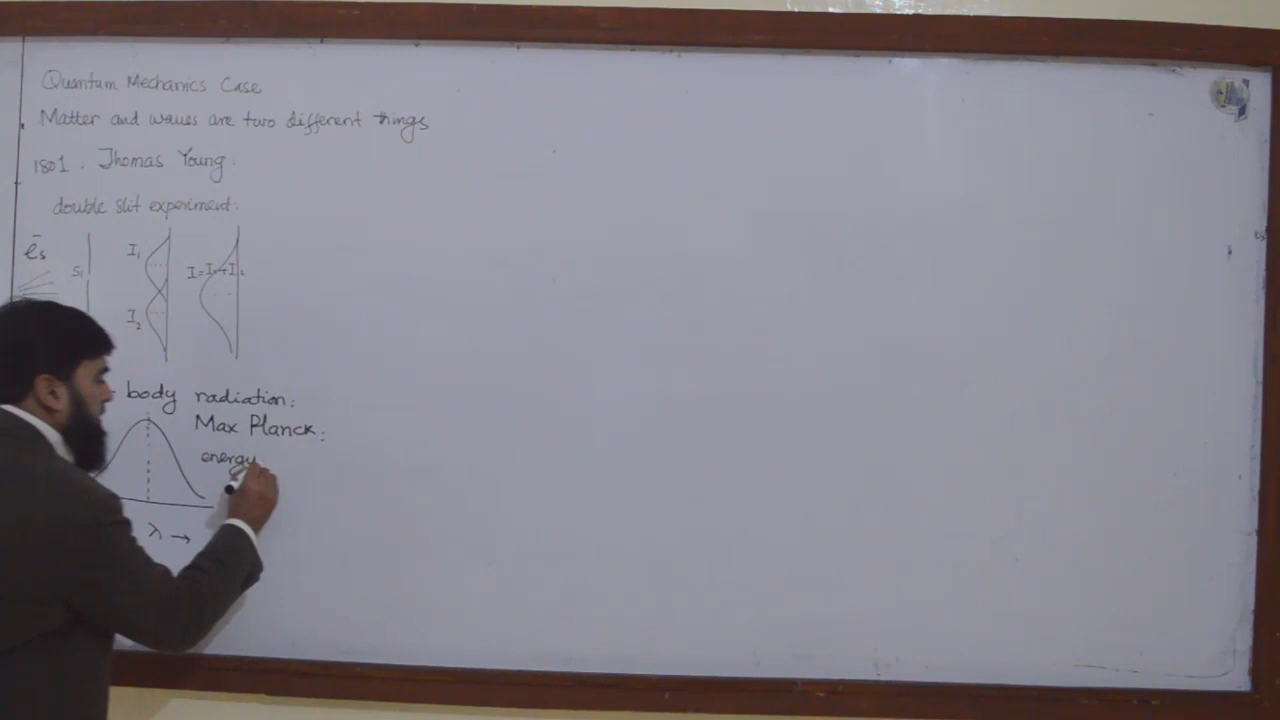 Quantum Mechanics Case
Matter and waves are two different things
1801. Thomas Young.
double slit experiment:
ēs
S₁
I₁
I₂
I=I₁+I₂
body radiation:
Max Planck:
energy
λ →